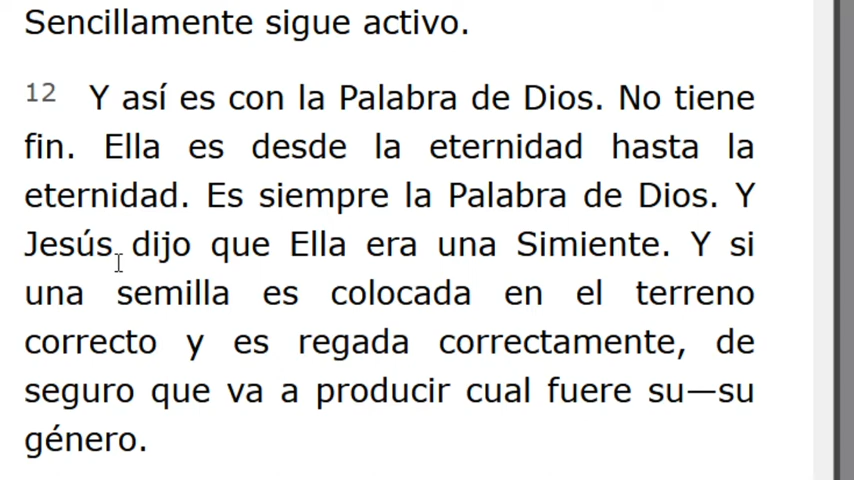 Sencillamente sigue activo.
12 Y así es con la Palabra de Dios. No tiene
fin. Ella es desde la eternidad hasta la
eternidad. Es siempre la Palabra de Dios. Y
Jesús dijo que Ella era una Simiente. Y si
una semilla es colocada en el terreno
correcto y es regada correctamente, de
seguro que va a producir cual fuere su—su
género.